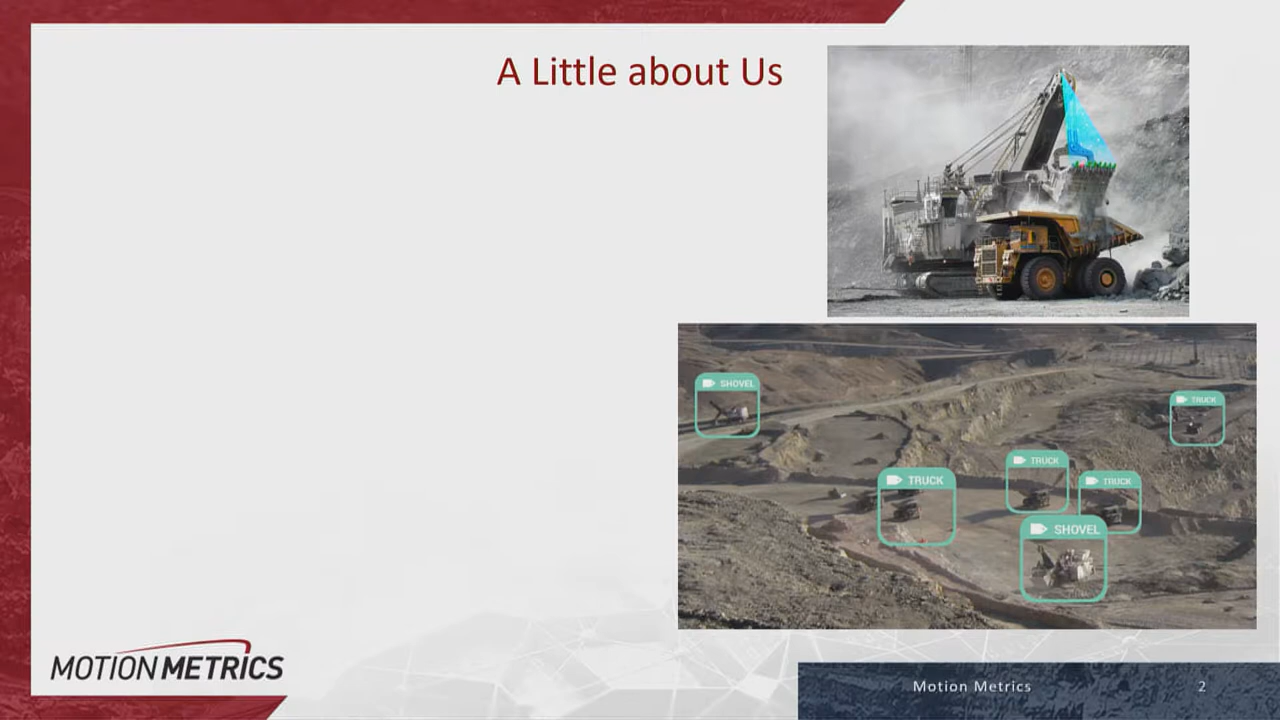 A Little about Us
SHOVEL
TRUCK
TRUCK
TRUCK
TRUCK
SHOVEL
MOTION METRICS
Motion Metrics
2